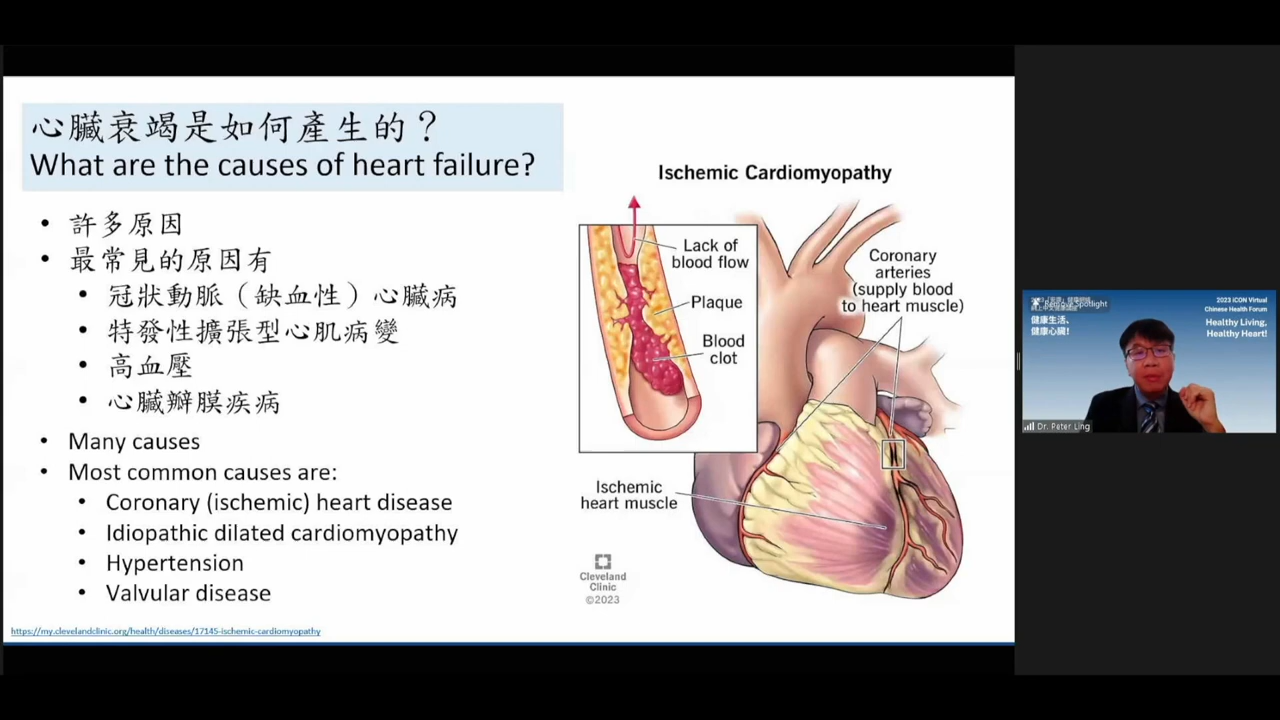 心臟衰竭是如何產生的？
What are the causes of heart failure?
• 許多原因
• 最常見的原因有
• 冠狀動脈（缺血性）心臟病
• 特發性擴張型心肌病變
• 高血壓
• 心臟瓣膜疾病
• Many causes
• Most common causes are:
• Coronary (ischemic) heart disease
• Idiopathic dilated cardiomyopathy
• Hypertension
• Valvular disease
https://my.clevelandclinic.org/health/diseases/17145-ischemic-cardiomyopathy
Ischemic Cardiomyopathy
Lack of
blood flow
Plaque
Blood
clot
Coronary
arteries
(supply blood
to heart muscle)
Ischemic
heart muscle
Cleveland
Clinic
©2023
Remove Spotlight
健康生活、
健康心臟!
2023 iCON Virtual
Chinese Health Forum
Healthy Living,
Healthy Heart!
Dr. Peter Ling